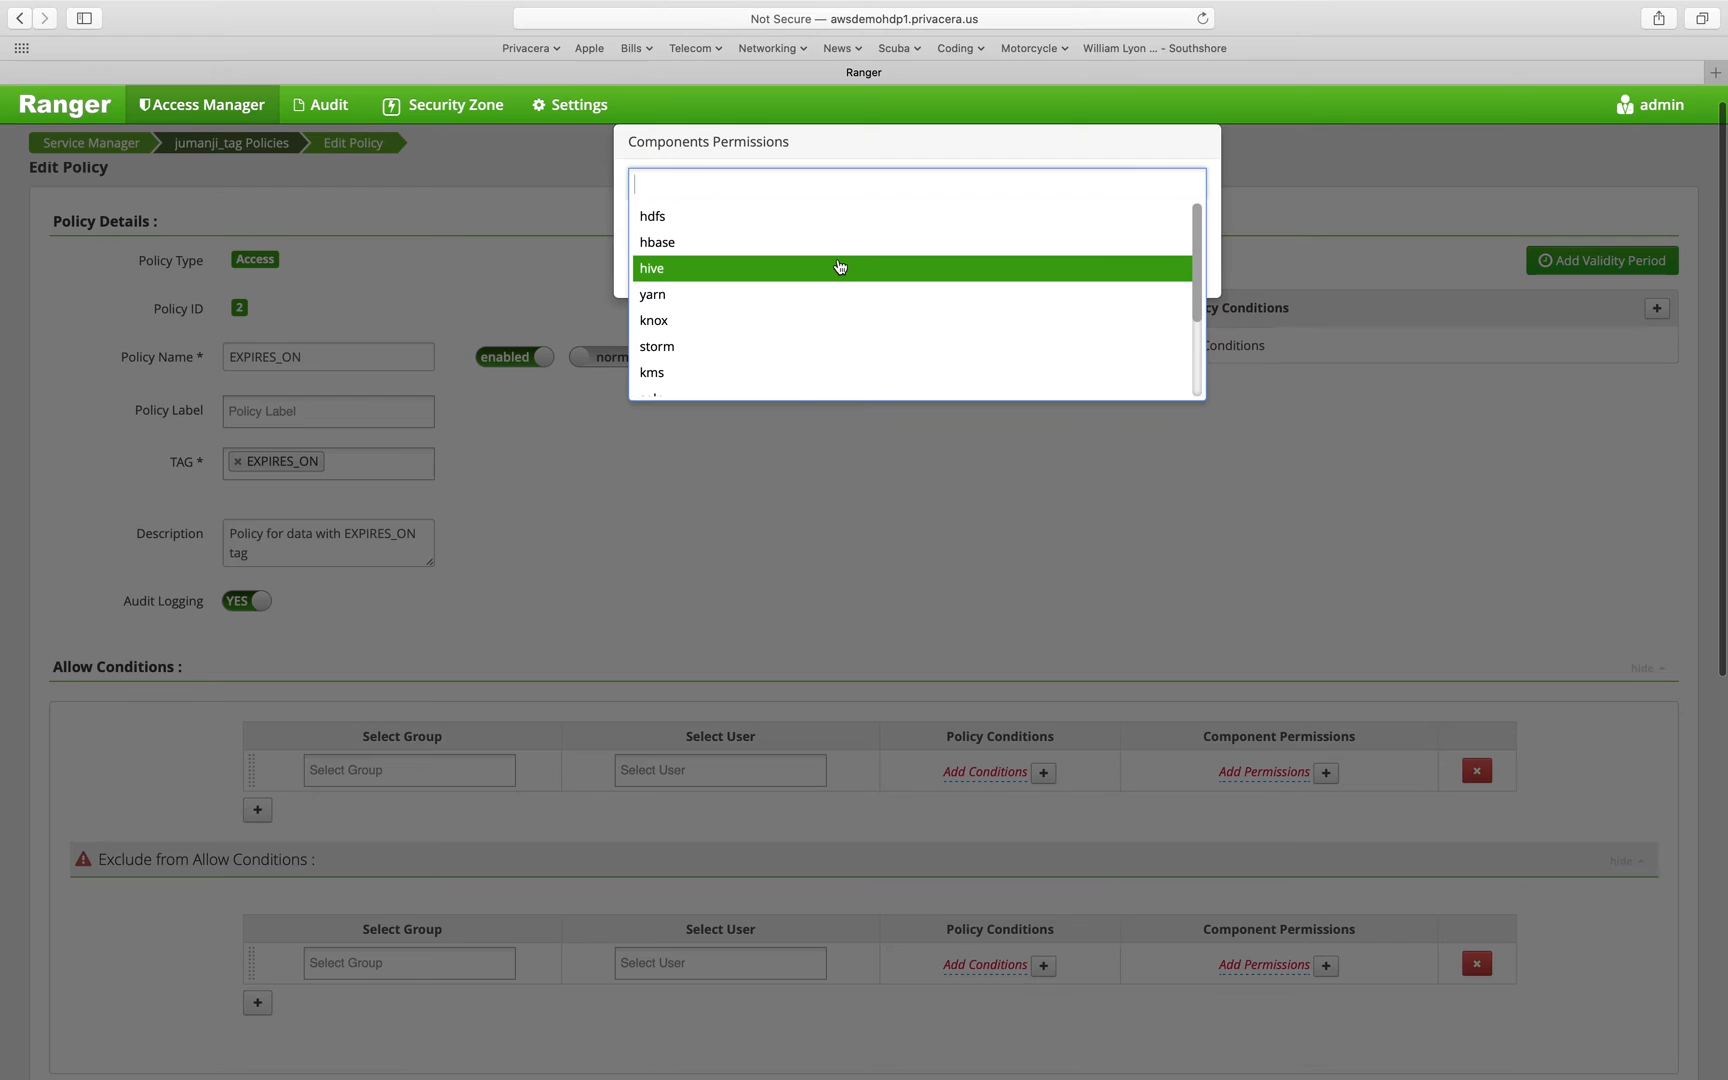 Not Secure — awsdemohdp1.privacera.us
Privacera Apple Bills Telecom Networking News Scuba Coding Motorcycle William Lyon ... - Southshore
Ranger
Ranger Access Manager Audit Security Zone Settings admin
Service Manager jumanji_tag Policies Edit Policy
Edit Policy
Components Permissions
hdfs
hbase
hive
yarn
knox
storm
kms
Policy Details :
Policy Type Access
Add Validity Period
Policy ID 2
cy Conditions
Policy Name * EXPIRES_ON enabled norm
Conditions
Policy Label Policy Label
TAG * × EXPIRES_ON
Description Policy for data with EXPIRES_ON
tag
Audit Logging YES
Allow Conditions :
hide
Select Group Select User Policy Conditions Component Permissions
Select Group Select User Add Conditions + Add Permissions + ×
+
Exclude from Allow Conditions :
hide
Select Group Select User Policy Conditions Component Permissions
Select Group Select User Add Conditions + Add Permissions + ×
+